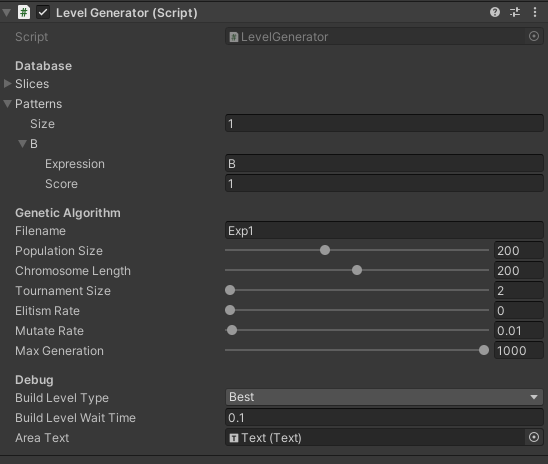 Level Generator (Script)
Script LevelGenerator
Database
Slices
Patterns
Size 1
B
Expression B
Score 1
Genetic Algorithm
Filename Exp1
Population Size 200
Chromosome Length 200
Tournament Size 2
Elitism Rate 0
Mutate Rate 0.01
Max Generation 1000
Debug
Build Level Type Best
Build Level Wait Time 0.1
Area Text Text (Text)